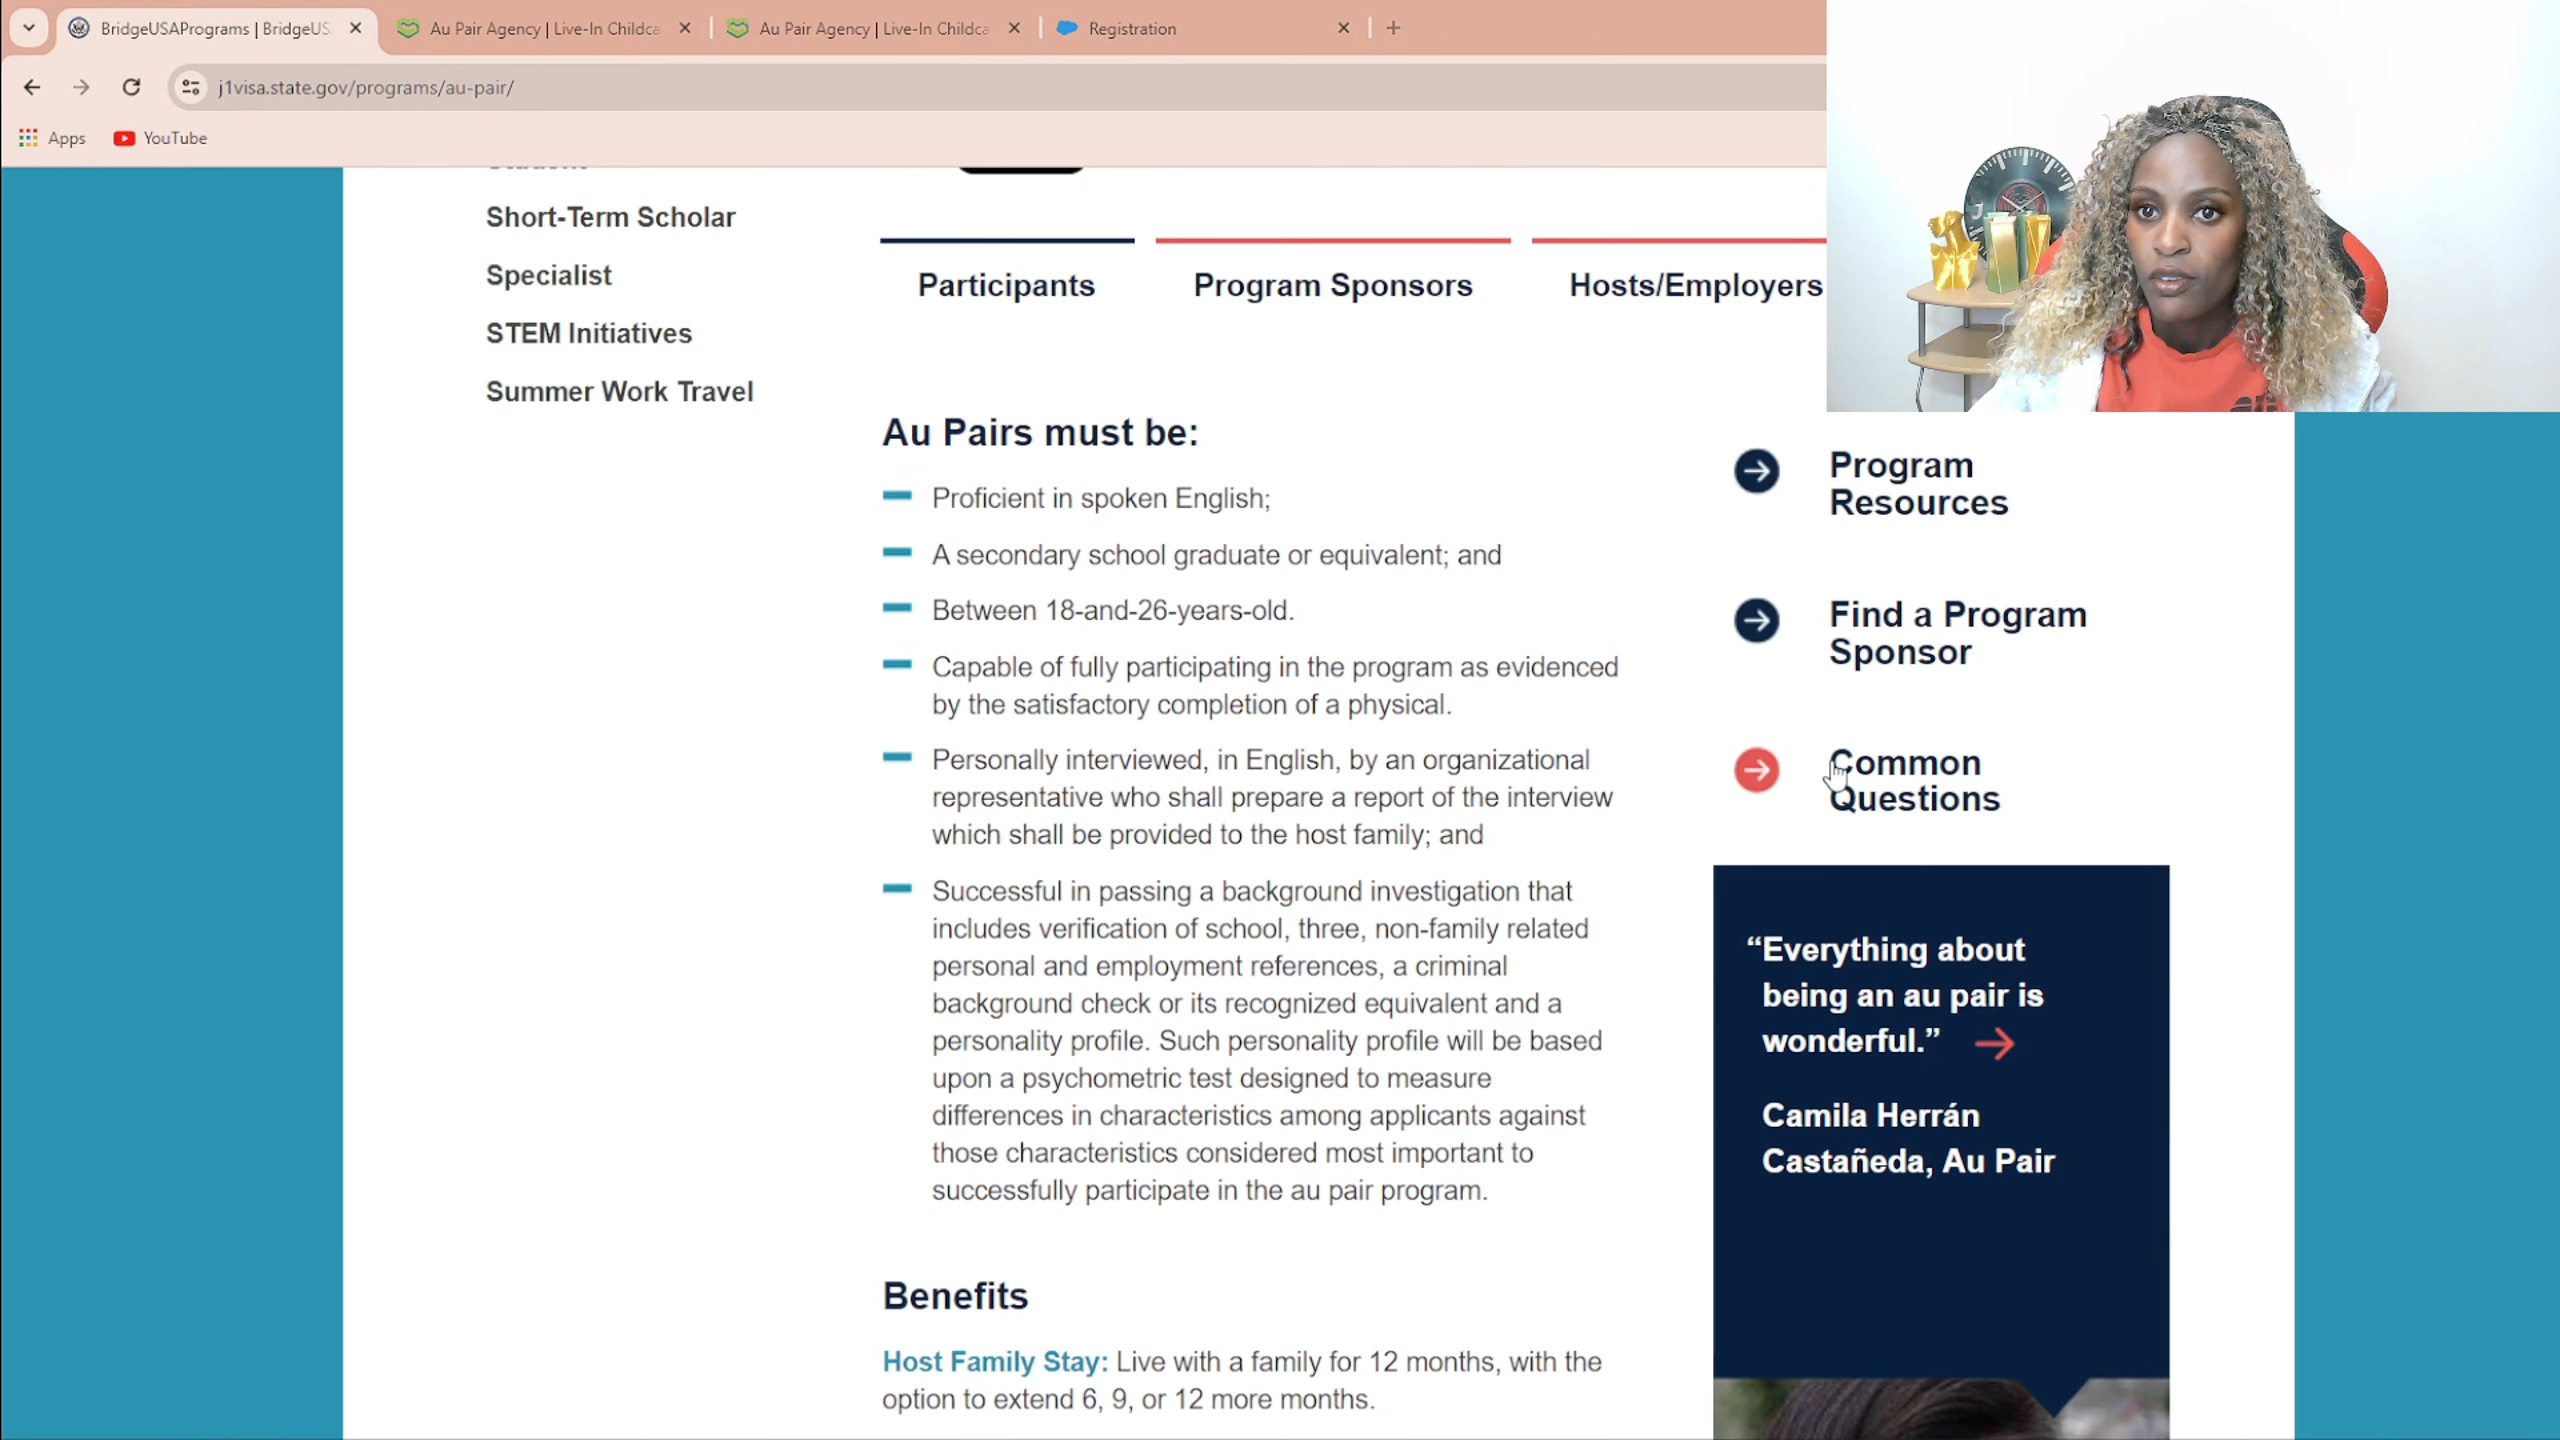 BridgeUSAPrograms | BridgeUS
Au Pair Agency | Live-In Childca
Au Pair Agency | Live-In Childca
Registration
j1visa.state.gov/programs/au-pair/
Apps
YouTube
Short-Term Scholar
Specialist
STEM Initiatives
Summer Work Travel
Participants
Program Sponsors
Hosts/Employers
Au Pairs must be:
Proficient in spoken English;
A secondary school graduate or equivalent; and
Between 18-and-26-years-old.
Capable of fully participating in the program as evidenced
by the satisfactory completion of a physical.
Personally interviewed, in English, by an organizational
representative who shall prepare a report of the interview
which shall be provided to the host family; and
Successful in passing a background investigation that
includes verification of school, three, non-family related
personal and employment references, a criminal
background check or its recognized equivalent and a
personality profile. Such personality profile will be based
upon a psychometric test designed to measure
differences in characteristics among applicants against
those characteristics considered most important to
successfully participate in the au pair program.
Benefits
Host Family Stay: Live with a family for 12 months, with the
option to extend 6, 9, or 12 more months.
Program
Resources
Find a Program
Sponsor
Common
Questions
“Everything about
being an au pair is
wonderful.”
Camila Herrán
Castañeda, Au Pair